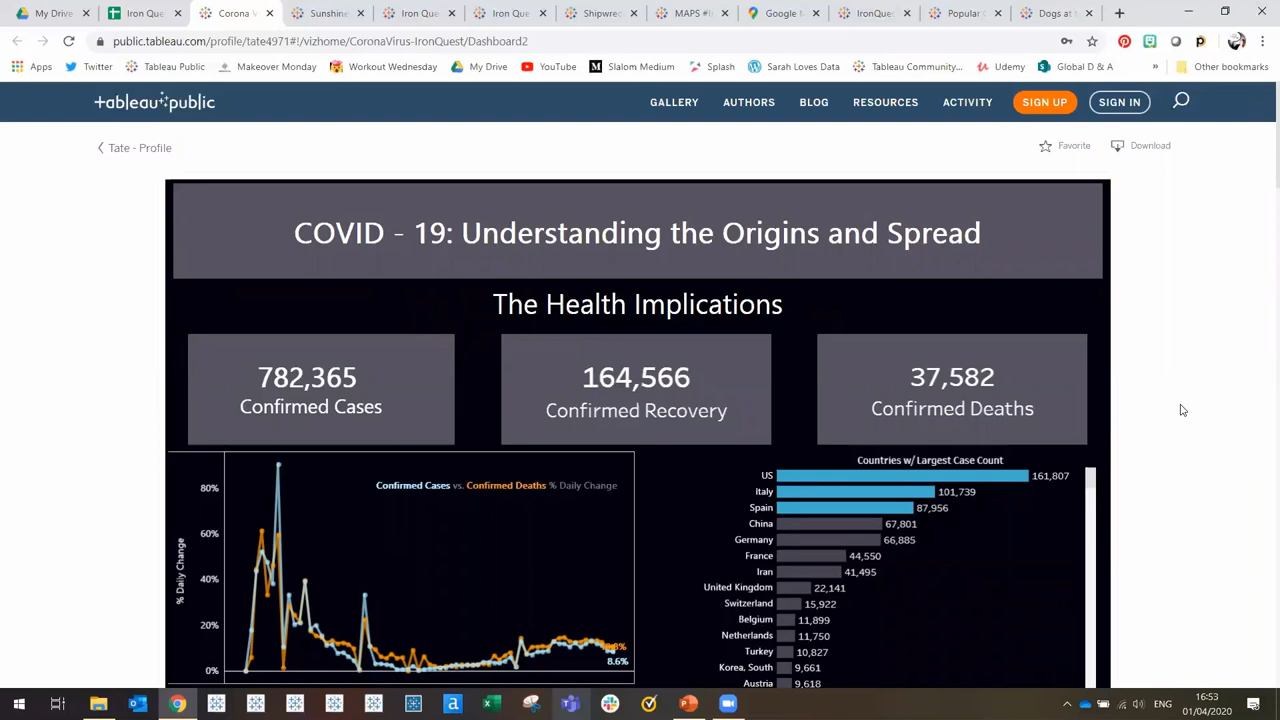 My Drive
Iron Que
Corona V
Sunshine
Iron Que
Iron Que
Shipwrec
MAPS #I
Google
IronQues
Popular
Dogs at
public.tableau.com/profile/tate4971#!/vizhome/CoronaVirus-IronQuest/Dashboard2
Apps
Twitter
Tableau Public
Makeover Monday
Workout Wednesday
My Drive
YouTube
Slalom Medium
Splash
Sarah Loves Data
Tableau Community...
Udemy
Global D & A
»
Other bookmarks
+ableau+public
GALLERY
AUTHORS
BLOG
RESOURCES
ACTIVITY
SIGN UP
SIGN IN
Tate - Profile
Favorite
Download
COVID - 19: Understanding the Origins and Spread
The Health Implications
782,365
Confirmed Cases
164,566
Confirmed Recovery
37,582
Confirmed Deaths
Confirmed Cases vs. Confirmed Deaths % Daily Change
% Daily Change
80%
60%
40%
20%
0%
8.6%
Countries w/ Largest Case Count
US 161,807
Italy 101,739
Spain 87,956
China 67,801
Germany 66,885
France 44,550
Iran 41,495
United Kingdom 22,141
Switzerland 15,922
Belgium 11,899
Netherlands 11,750
Turkey 10,827
Korea, South 9,661
Austria 9,618
ENG
16:53
01/04/2020